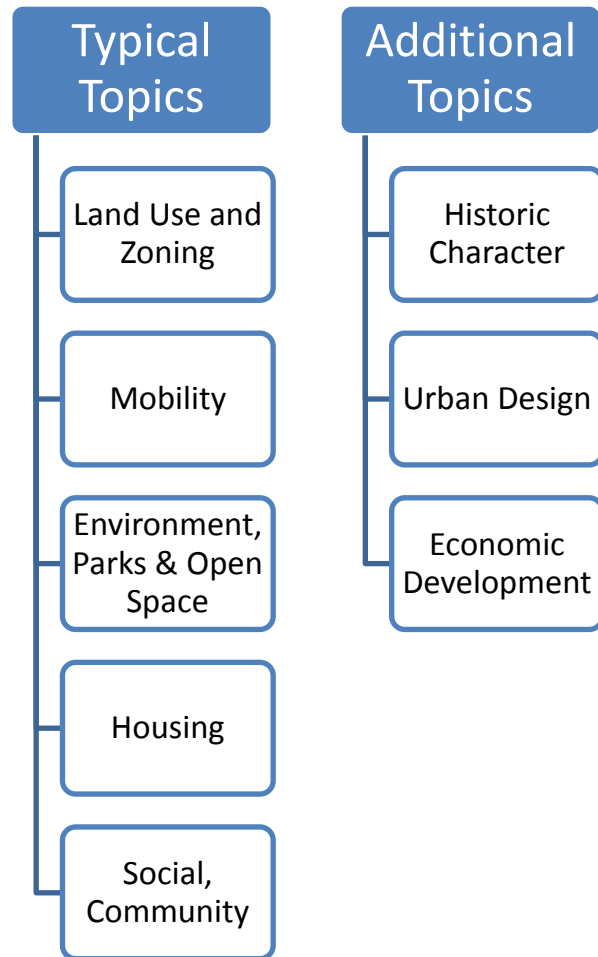 Typical
Topics
Land Use and
Zoning
Mobility
Environment,
Parks & Open
Space
Housing
Social,
Community
Additional
Topics
Historic
Character
Urban Design
Economic
Development